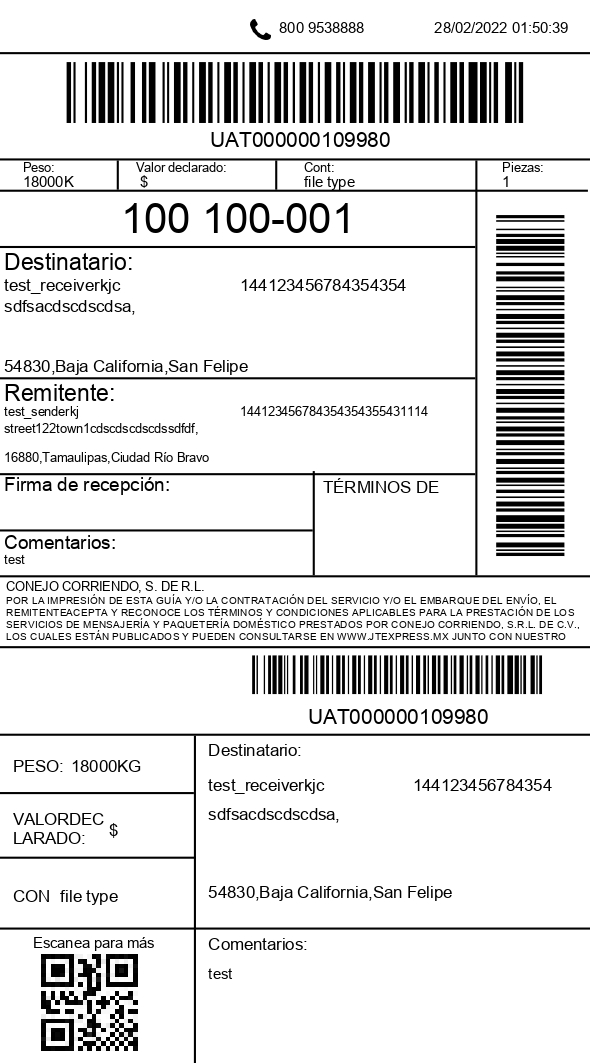 800 9538888 28/02/2022 01:50:39
UAT000000109980
Peso: Valor declarado: Cont: Piezas:
18000K $ file type 1
100 100-001
Destinatario:
test_receiverkjc 144123456784354354
sdfsacdscdscdsa,
54830,Baja California,San Felipe
Remitente:
test_senderkj 144123456784354354355431114
street122town1cdscdscdscdssdfdf,
16880,Tamaulipas,Ciudad Río Bravo
Firma de recepción: TÉRMINOS DE
Comentarios:
test
CONEJO CORRIENDO, S. DE R.L.
POR LA IMPRESIÓN DE ESTA GUÍA Y/O LA CONTRATACIÓN DEL SERVICIO Y/O EL EMBARQUE DEL ENVÍO, EL
REMITENTEACEPTA Y RECONOCE LOS TÉRMINOS Y CONDICIONES APLICABLES PARA LA PRESTACIÓN DE LOS
SERVICIOS DE MENSAJERÍA Y PAQUETERÍA DOMÉSTICO PRESTADOS POR CONEJO CORRIENDO, S.R.L. DE C.V.,
LOS CUALES ESTÁN PUBLICADOS Y PUEDEN CONSULTARSE EN WWW.JTEXPRESS.MX JUNTO CON NUESTRO
UAT000000109980
PESO: 18000KG
VALORDEC
LARADO: $
CON file type
Destinatario:
test_receiverkjc 144123456784354
sdfsacdscdscdsa,
54830,Baja California,San Felipe
Escanea para más
Comentarios:
test